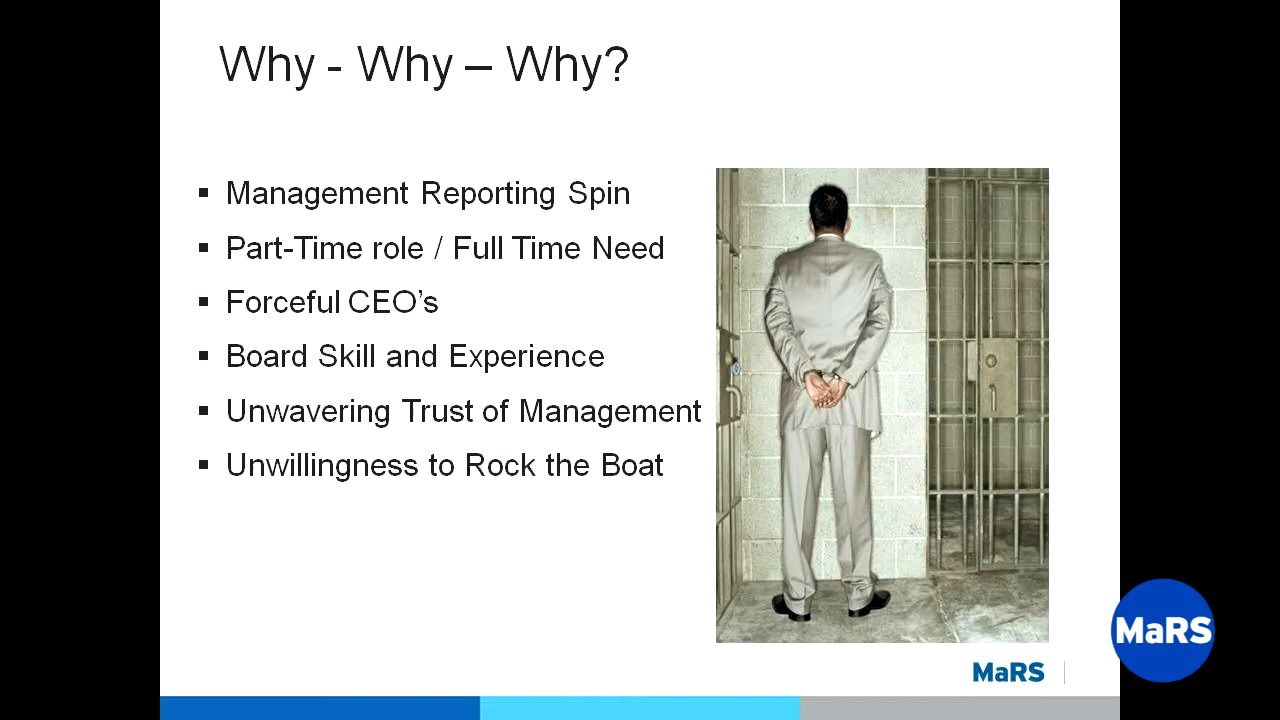 Why - Why – Why?
Management Reporting Spin
Part-Time role / Full Time Need
Forceful CEO’s
Board Skill and Experience
Unwavering Trust of Management
Unwillingness to Rock the Boat
MaRS
MaRS